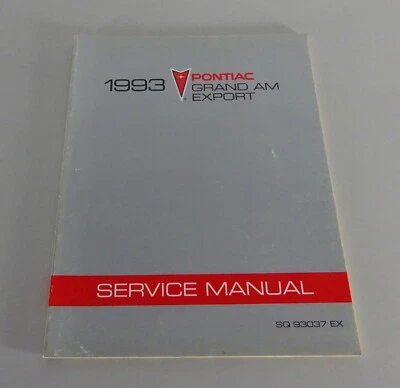 1993 PONTIAC
GRAND AM
EXPORT
SERVICE MANUAL
SQ 93037 EX